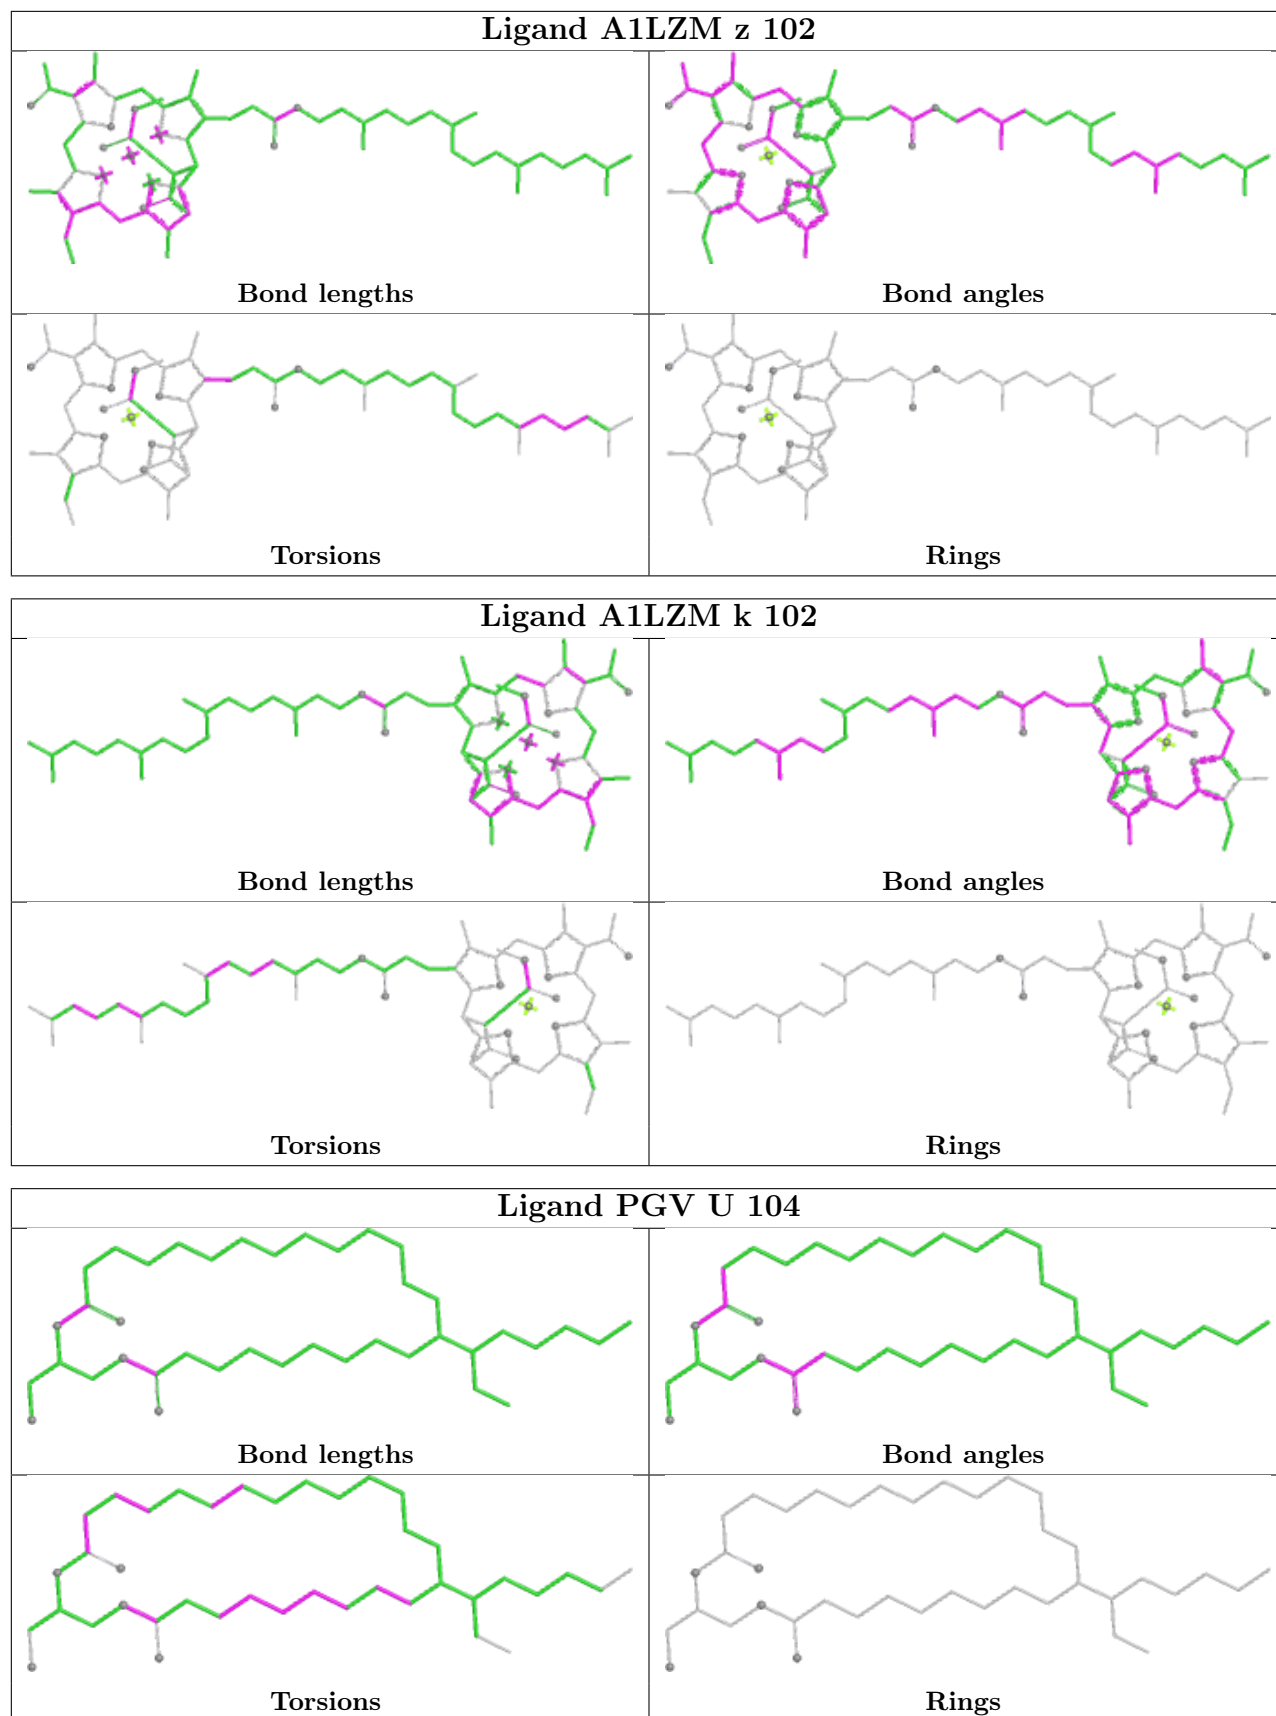 Ligand A1LZM z 102
Bond lengths
Bond angles
Torsions
Rings
Ligand A1LZM k 102
Bond lengths
Bond angles
Torsions
Rings
Ligand PGV U 104
Bond lengths
Bond angles
Torsions
Rings